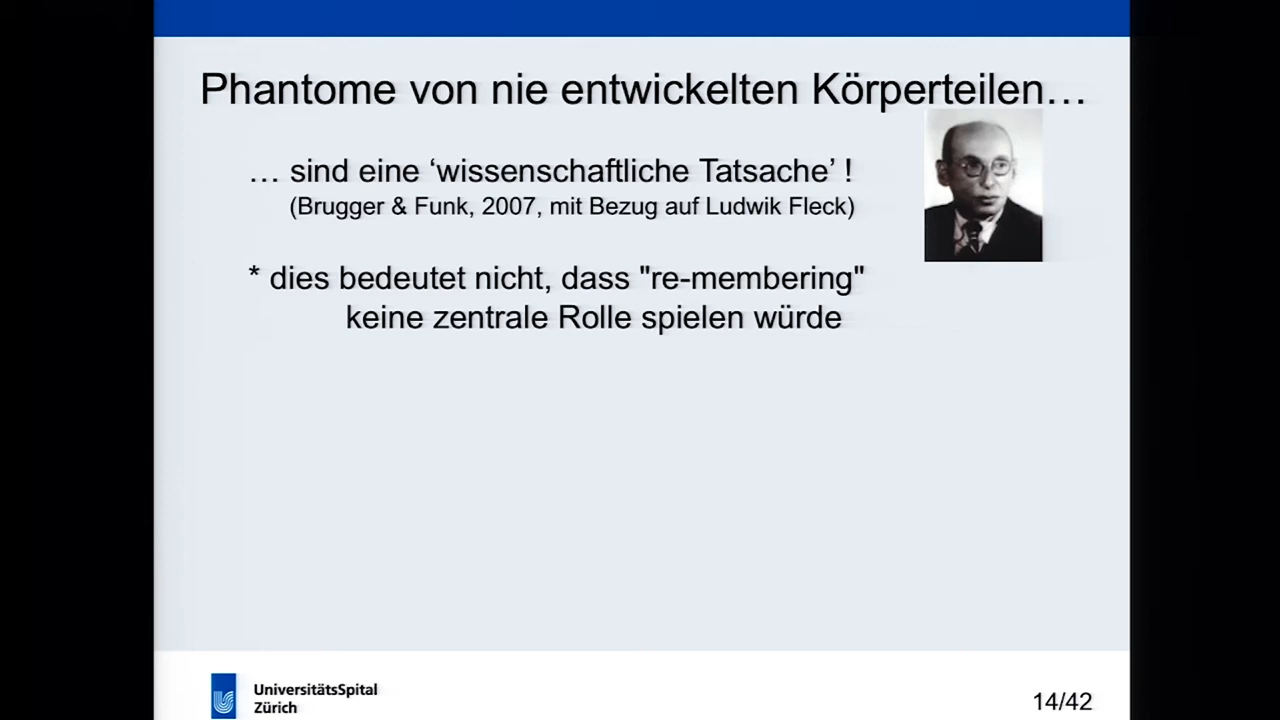 Phantome von nie entwickelten Körperteilen…
… sind eine ‘wissenschaftliche Tatsache’ !
(Brugger & Funk, 2007, mit Bezug auf Ludwik Fleck)
* dies bedeutet nicht, dass "re-membering"
keine zentrale Rolle spielen würde
UniversitätsSpital
Zürich
14/42